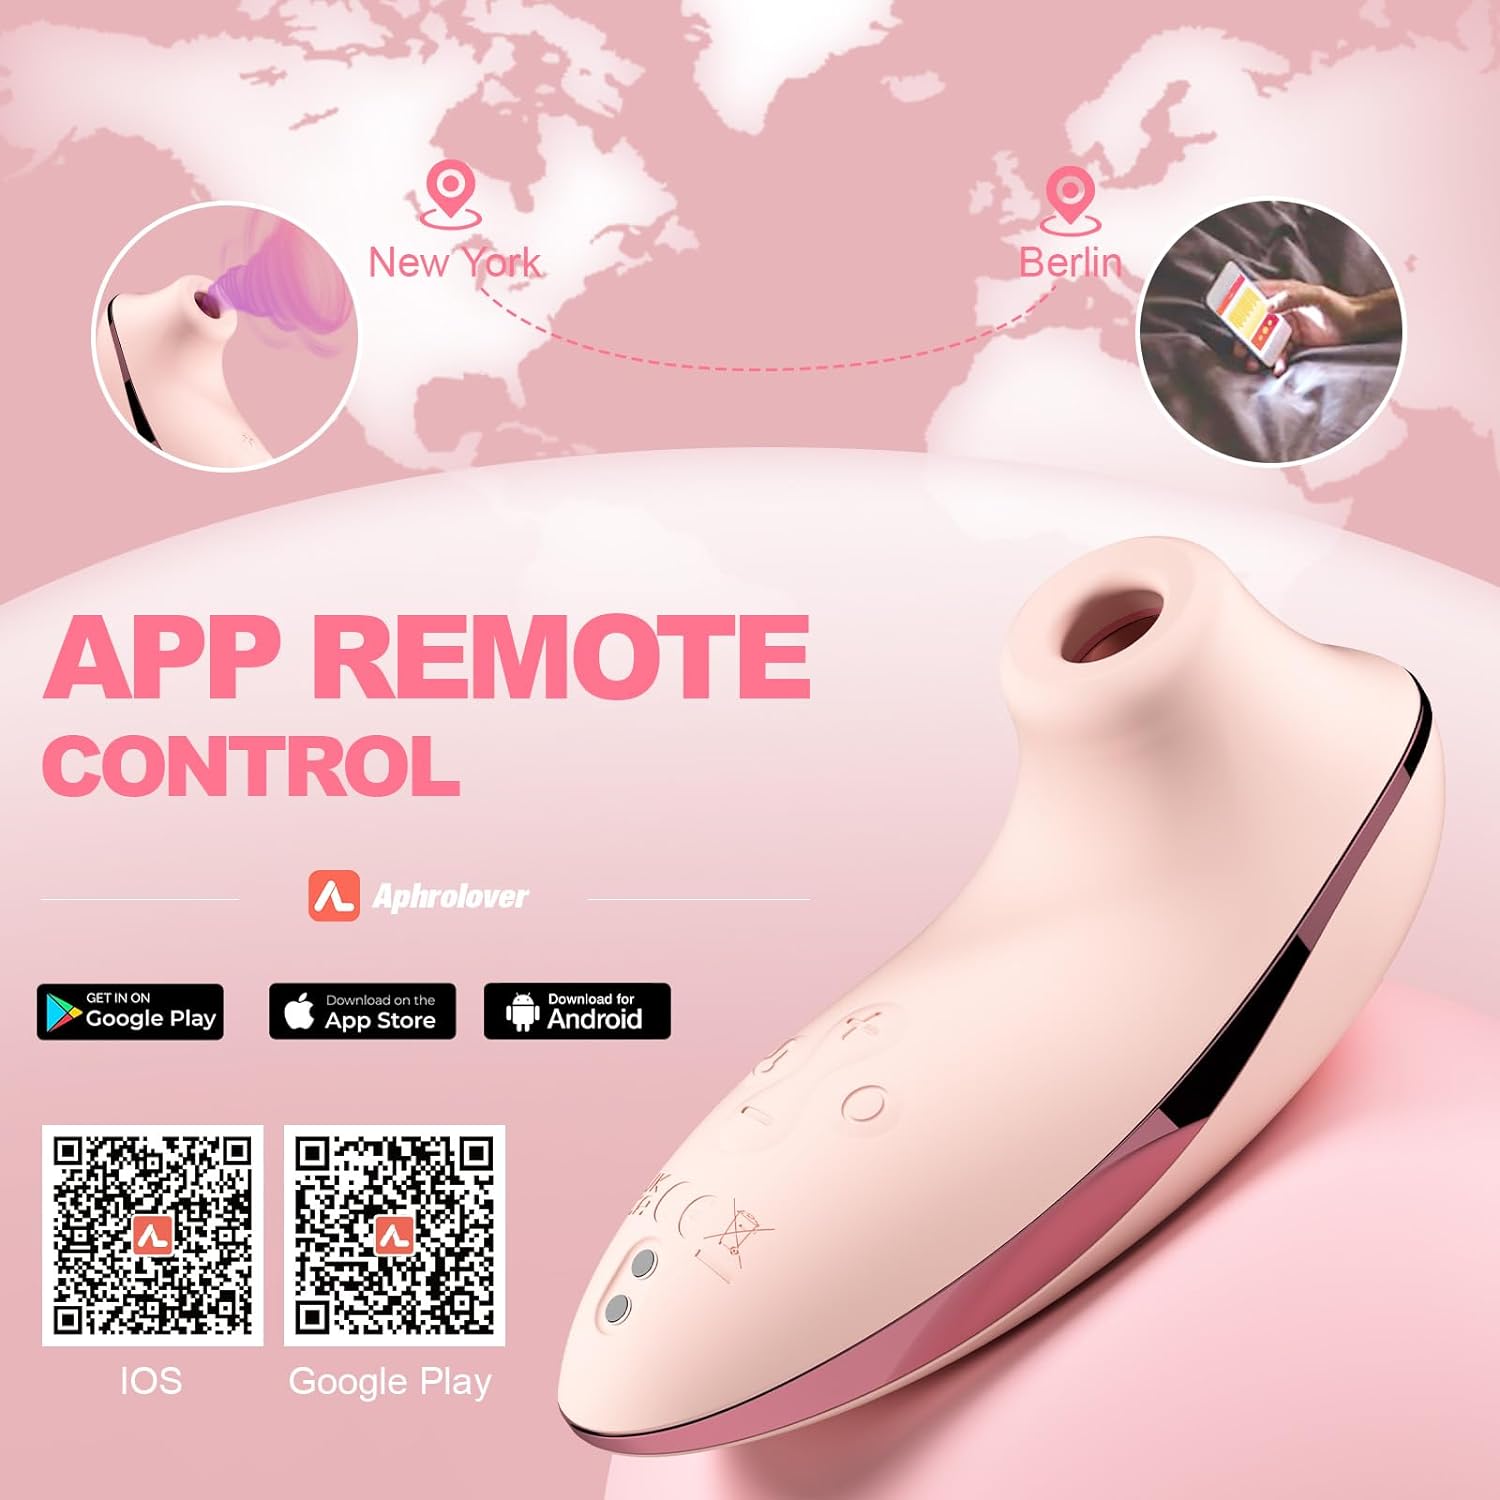 New York
Berlin
APP REMOTE
CONTROL
Aphrolover
GET IN ON
Google Play
Download on the
App Store
Download for
Android
IOS
Google Play